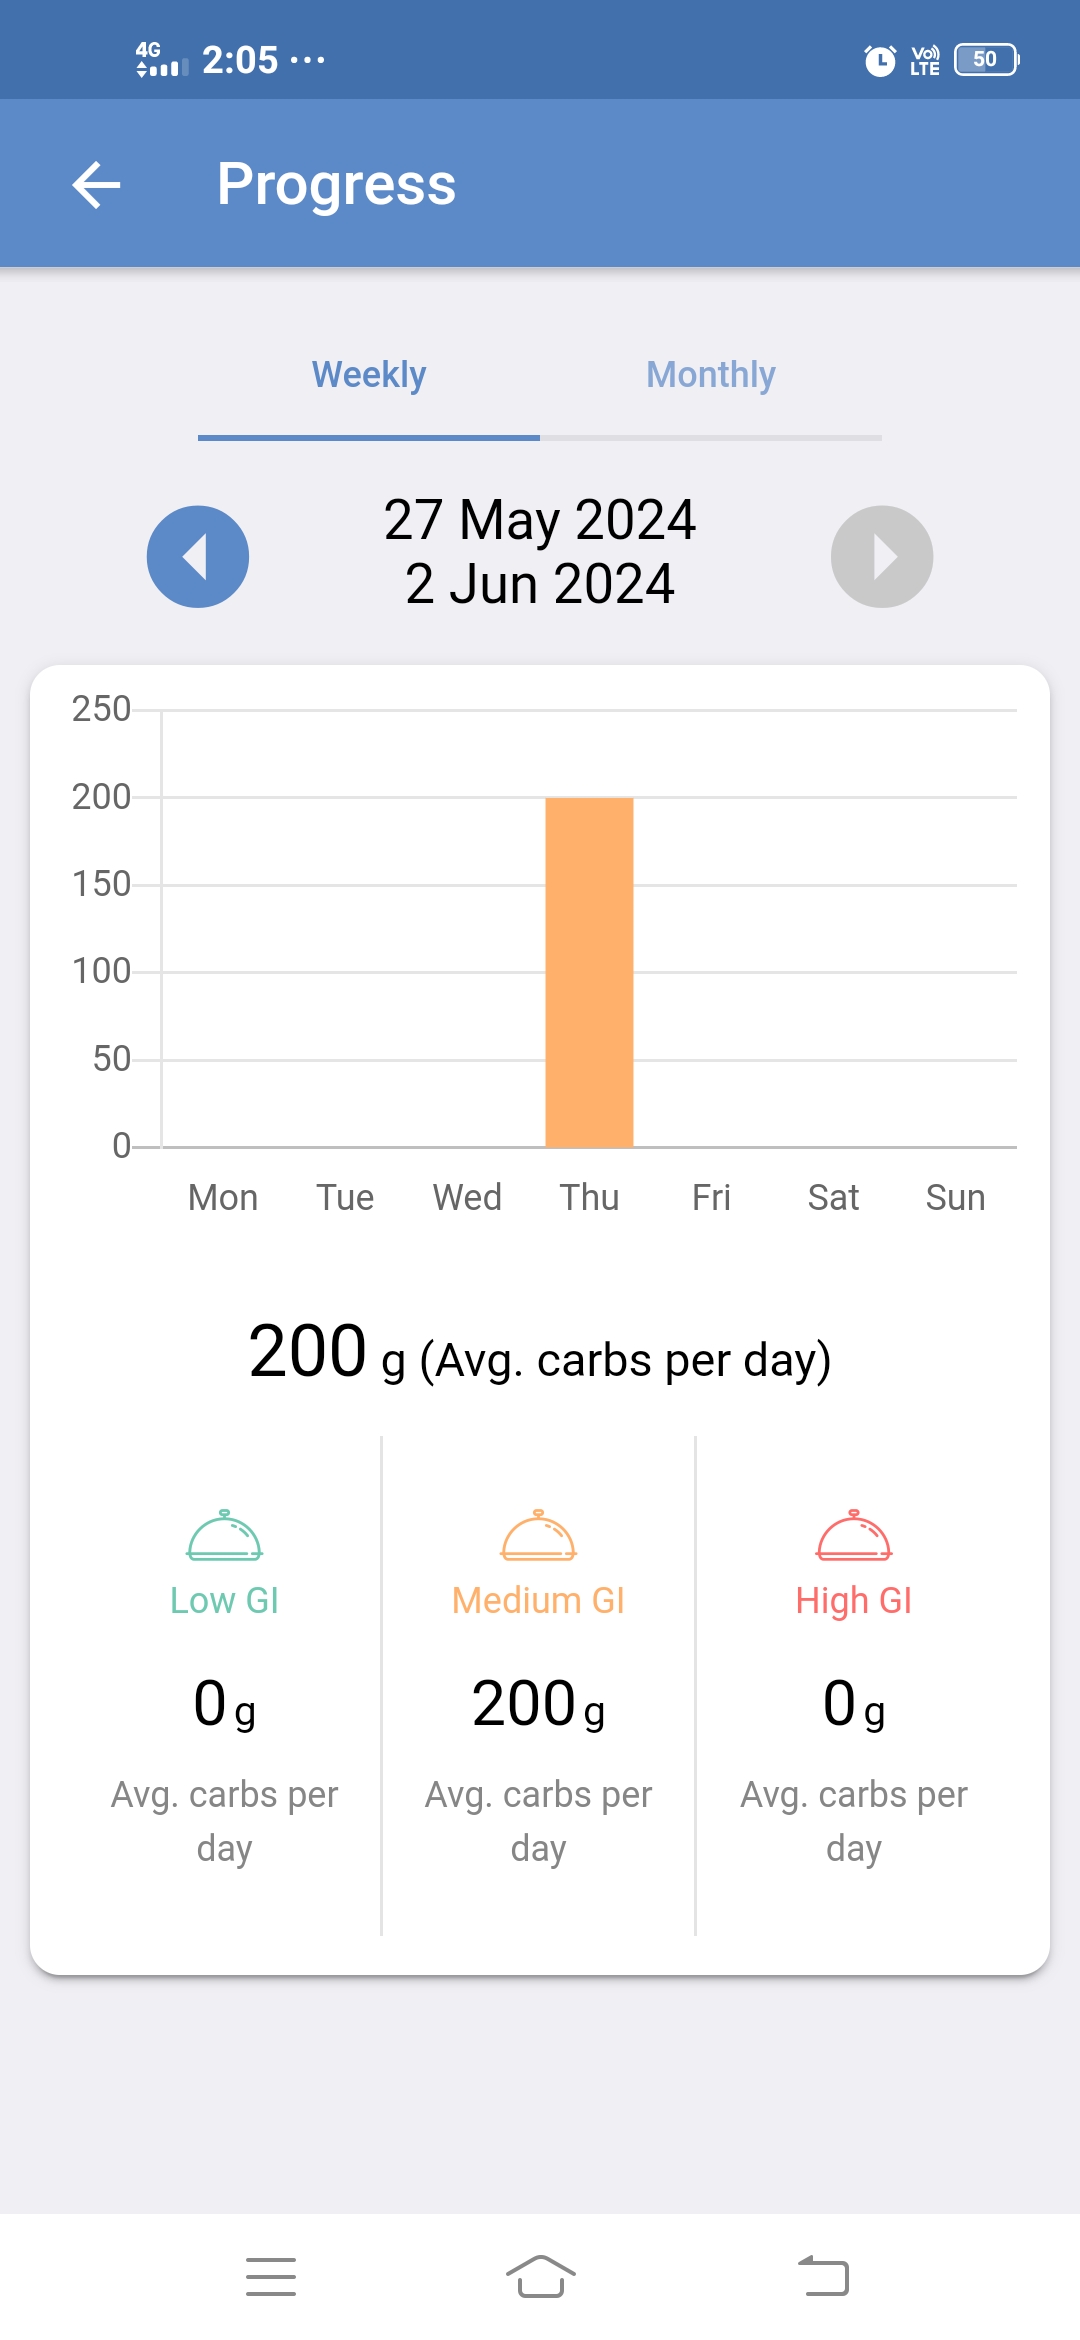 4G 2:05 ... VoLTE 50
Progress
Weekly Monthly
27 May 2024
2 Jun 2024
250
200
150
100
50
0
Mon Tue Wed Thu Fri Sat Sun
200 g (Avg. carbs per day)
Low GI Medium GI High GI
0 g 200 g 0 g
Avg. carbs per Avg. carbs per Avg. carbs per
day day day